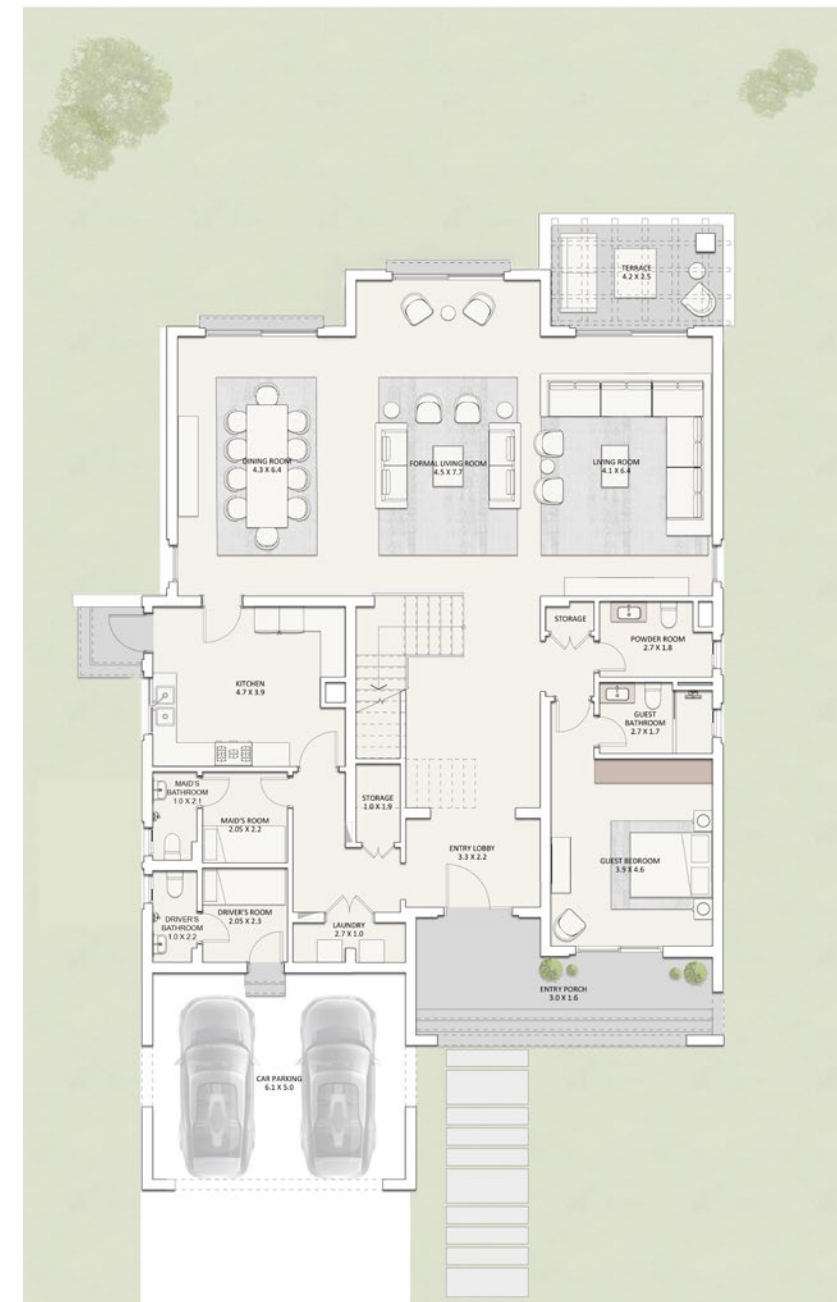 TERRACE
4.2 X 2.5
DINING ROOM
4.3 X 6.4
FORMAL LIVING ROOM
4.5 X 7.7
LIVING ROOM
4.1 X 6.4
STORAGE
POWDER ROOM
2.7 X 1.8
KITCHEN
4.7 X 3.9
GUEST
BATHROOM
2.7 X 1.7
MAID'S
BATHROOM
1.0 X 2.1
STORAGE
1.0 X 1.9
MAID'S ROOM
2.05 X 2.2
ENTRY LOBBY
3.3 X 2.2
GUEST BEDROOM
3.9 X 4.6
DRIVER'S
BATHROOM
1.0 X 2.2
DRIVER'S ROOM
2.05 X 2.3
LAUNDRY
2.7 X 1.0
ENTRY PORCH
3.0 X 1.6
CAR PARKING
6.1 X 5.0